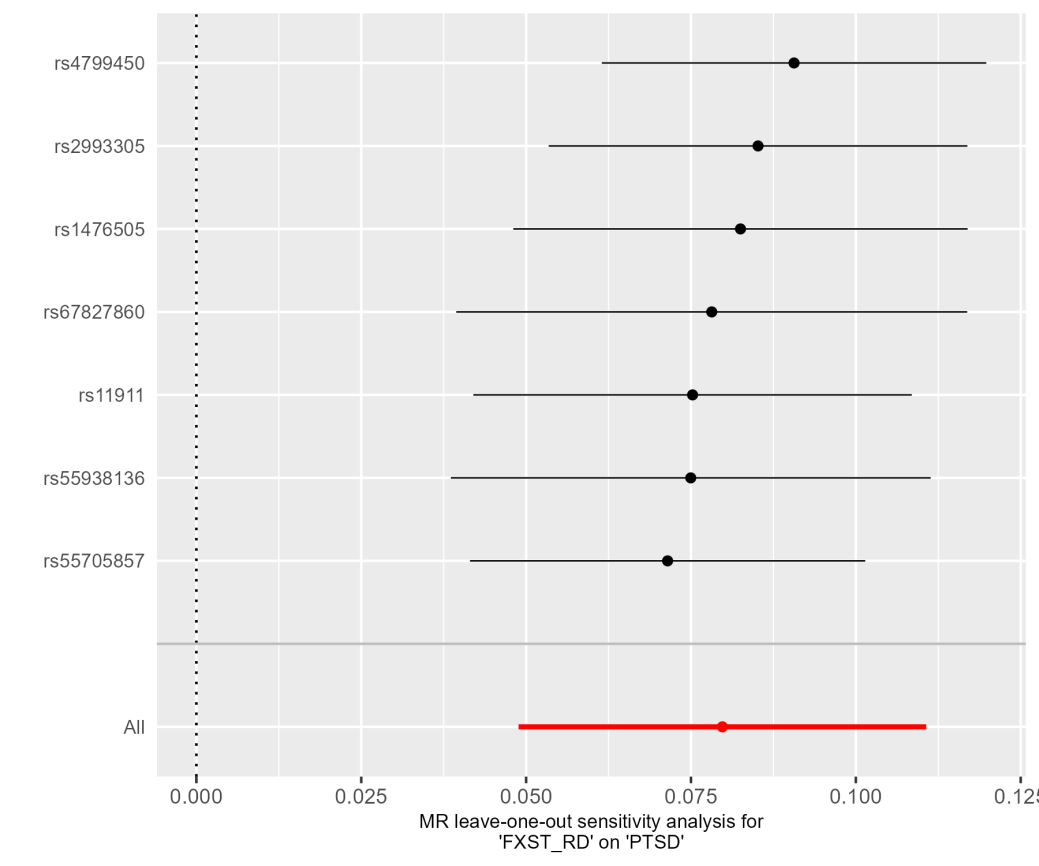 rs4799450
rs2993305
rs1476505
rs67827860
rs11911
rs55938136
rs55705857
All
0.000 0.025 0.050 0.075 0.100 0.125
MR leave-one-out sensitivity analysis for
'FXST_RD' on 'PTSD'